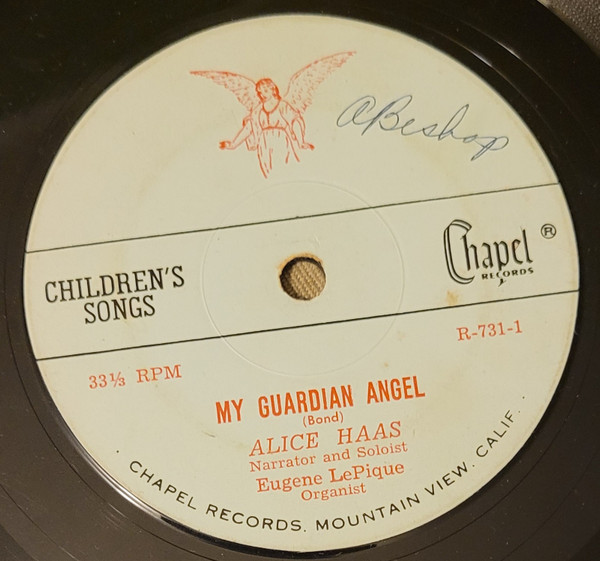 ABishop
CHILDREN'S
SONGS
Chapel ®
RECORDS
33⅓ RPM
R-731-1
MY GUARDIAN ANGEL
(Bond)
ALICE HAAS
Narrator and Soloist
Eugene LePique
Organist
CHAPEL RECORDS. MOUNTAIN VIEW. CALIF.